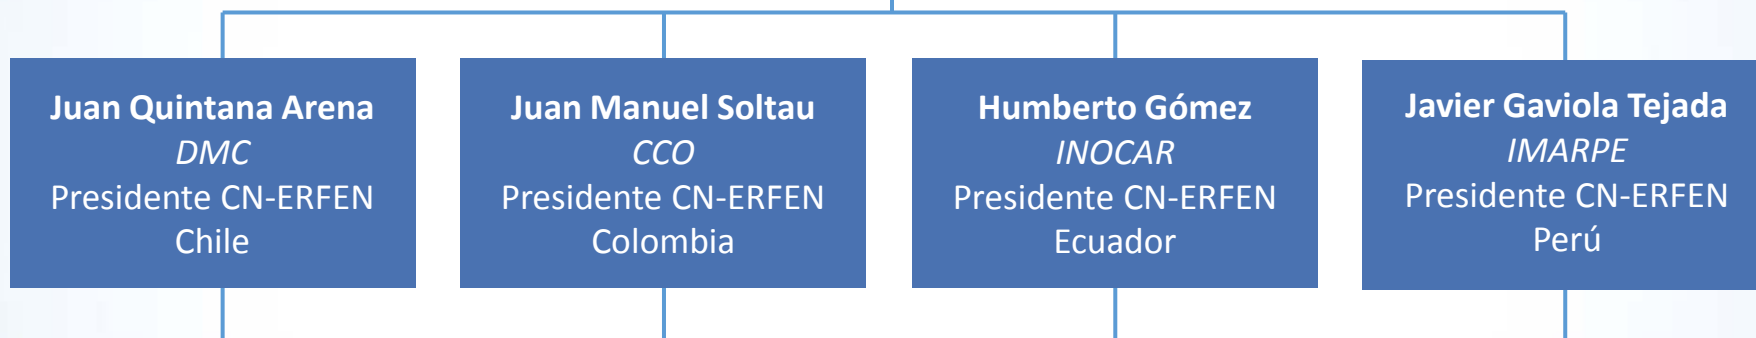 Juan Quintana Arena
DMC
Presidente CN-ERFEN
Chile
Juan Manuel Soltau
CCO
Presidente CN-ERFEN
Colombia
Humberto Gómez
INOCAR
Presidente CN-ERFEN
Ecuador
Javier Gaviola Tejada
IMARPE
Presidente CN-ERFEN
Perú